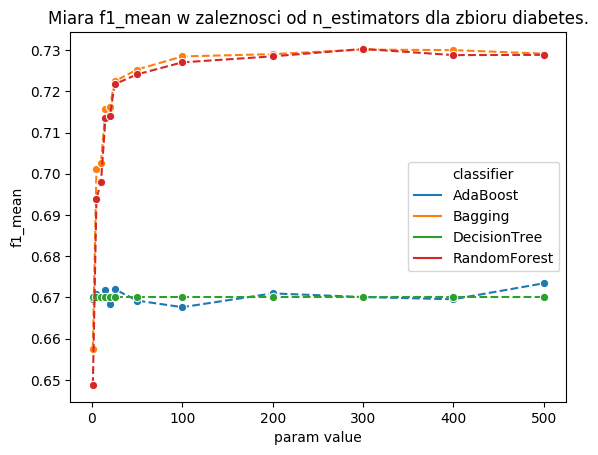 Miara f1_mean w zaleznosci od n_estimators dla zbioru diabetes.
0.73
0.72
0.71
0.70
0.69
0.68
0.67
0.66
0.65
f1_mean
classifier
AdaBoost
Bagging
DecisionTree
RandomForest
0
100
200
300
400
500
param value